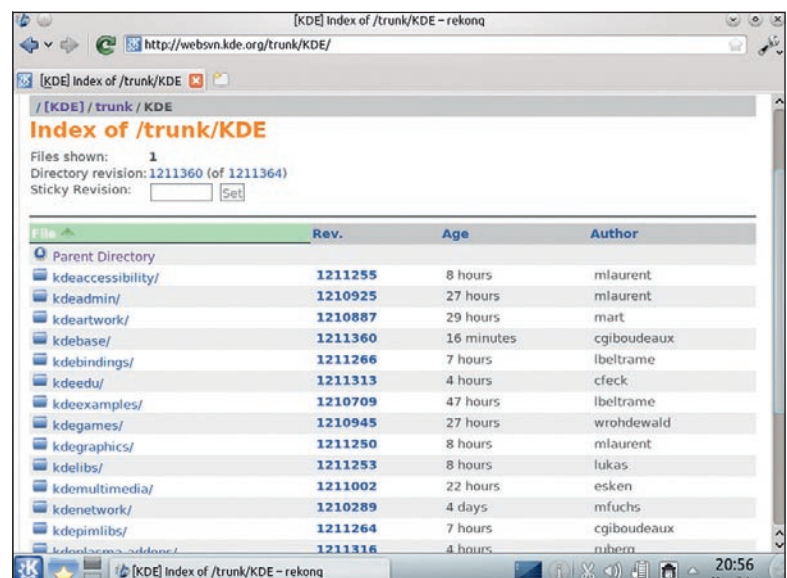 [KDE] Index of /trunk/KDE – rekonq
http://websvn.kde.org/trunk/KDE/
[KDE] Index of /trunk/KDE
/ [KDE] / trunk / KDE
Index of /trunk/KDE
Files shown: 1
Directory revision: 1211360 (of 1211364)
Sticky Revision: Set
File Rev. Age Author
Parent Directory
kdeaccessibility/ 1211255 8 hours mlaurent
kdeadmin/ 1210925 27 hours mlaurent
kdeartwork/ 1210887 29 hours mart
kdebase/ 1211360 16 minutes cgiboudeaux
kdebindings/ 1211266 7 hours lbeltrame
kdeedu/ 1211313 4 hours cfeck
kdeexamples/ 1210709 47 hours lbeltrame
kdegames/ 1210945 27 hours wrohdewald
kdegraphics/ 1211250 8 hours mlaurent
kdelibs/ 1211253 8 hours lukas
kdemultimedia/ 1211002 22 hours esken
kdenetwork/ 1210289 4 days mfuchs
kdepimlibs/ 1211264 7 hours cgiboudeaux
kdeplasma-addons/ 1211316 4 hours ruberg
[KDE] Index of /trunk/KDE – rekonq 20:56